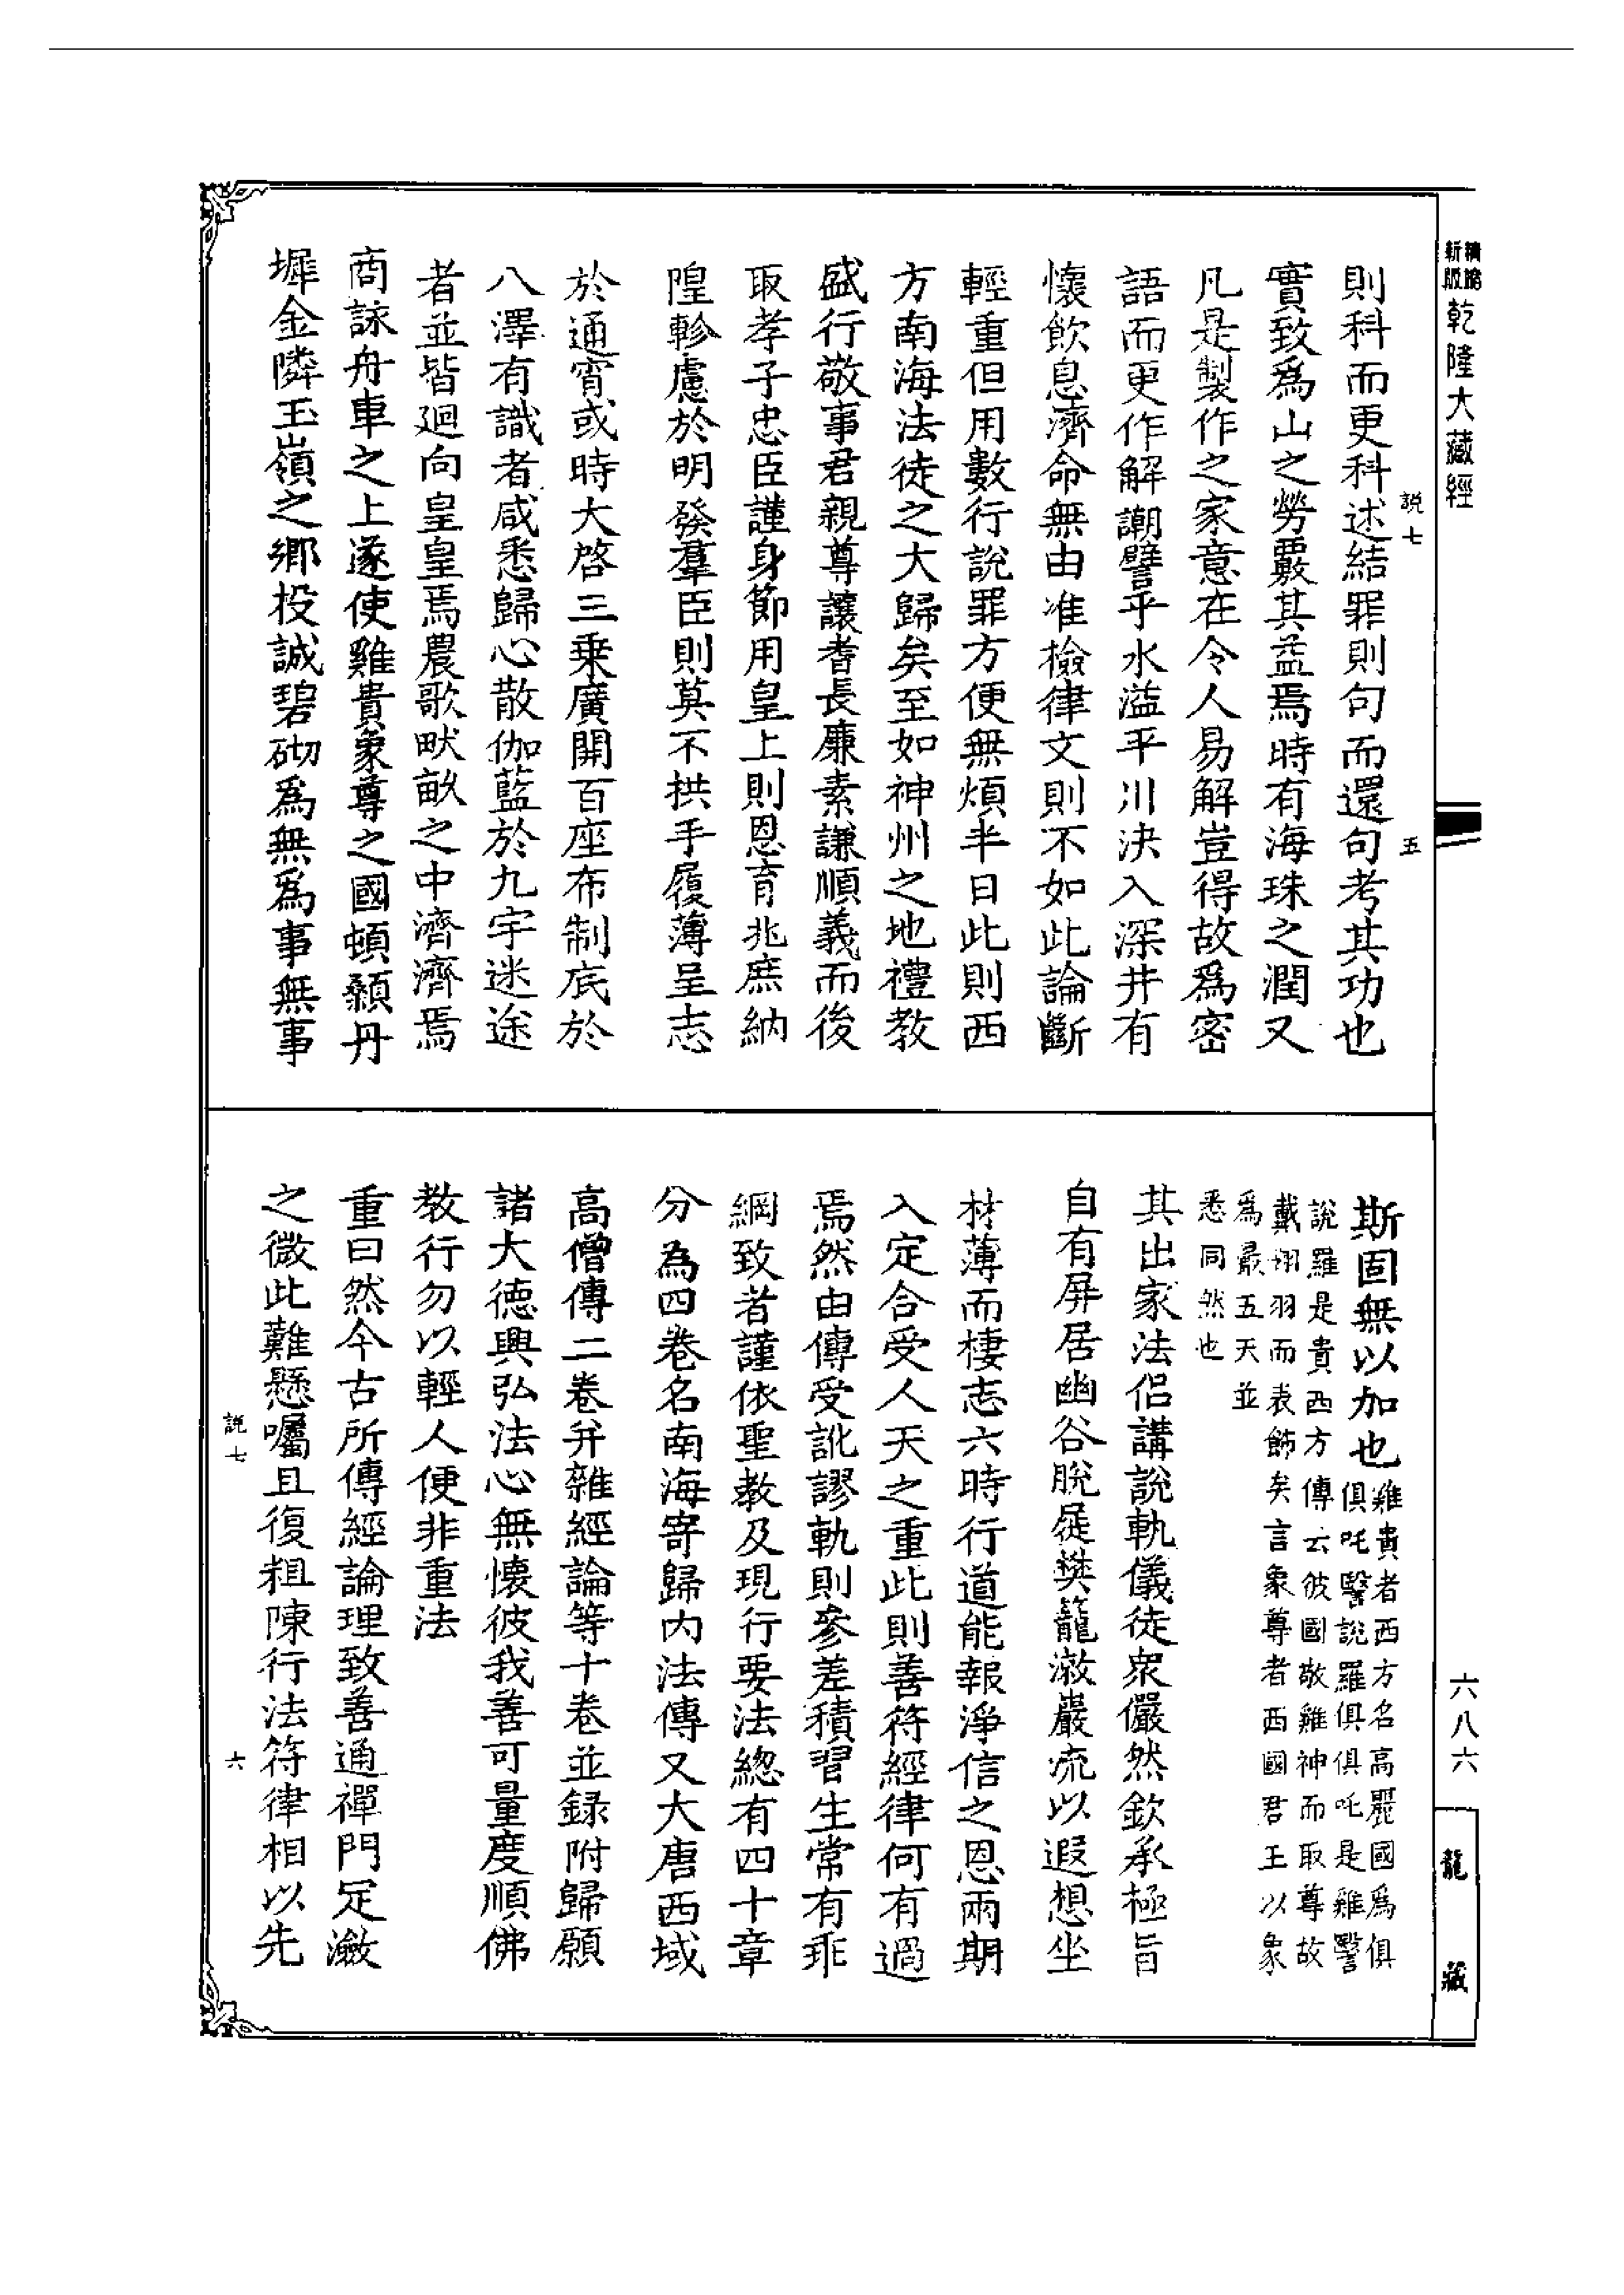 精縮新版
乾隆大藏經
説七
五
則科而更科述結罪則句而還句考其功也
實致爲山之勞覈其益焉時有海珠之潤又
凡是製作之家意在令人易解豈得故爲密
語而更作解謿譬乎水溢平川決入深井有
懷飲息濟命無由准檢律文則不如此論斷
輕重但用數行說罪方便無煩半日此則西
方南海法徒之大歸矣至如神州之地禮教
盛行敬事君親尊讓耆長廉素謙順義而後
取孝子忠臣謹身節用皇上則恩育兆庶納
隍軫慮於明發羣臣則莫不拱手履薄呈志
於通宵或時大啓三乗廣開百座布制底於
八澤有識者咸悉歸心散伽藍於九宇迷途
者並皆迴向皇皇焉農歌畎畝之中濟濟焉
商詠舟車之上遂使雞貴象尊之國頓顙丹
墀金隣玉嶺之鄉投誠碧砌爲無爲事無事
斯固無以加也
雞貴者西方名高麗國爲俱
俱吒䃜說羅俱俱吒是雞䃜
說羅是貴西方傳云彼國敬雞神而取尊故
戴翎羽而表飾矣言象尊者西國君王以象
爲最五天並
悉同然也
其出家法侣講說軌儀徒衆儼然欽承極旨
自有屏居幽谷脫屣樊籠漱巖流以遐想坐
林薄而棲志六時行道能報淨信之恩兩期
入定合受人天之重此則善符經律何有過
焉然由傳受訛謬軌則參差積習生常有乖
綱致者謹依聖教及現行要法總有四十章
分為四卷名南海寄歸内法傳又大唐西域
高僧傳二卷并雜經論等十卷並録附歸願
諸大德興弘法心無懷彼我善可量度順佛
教行勿以輕人便非重法
重曰然今古所傳經論理致善通禪門定瀲
之微此難懸囑且復粗陳行法符律相以先
説七
六
六八六
龍藏